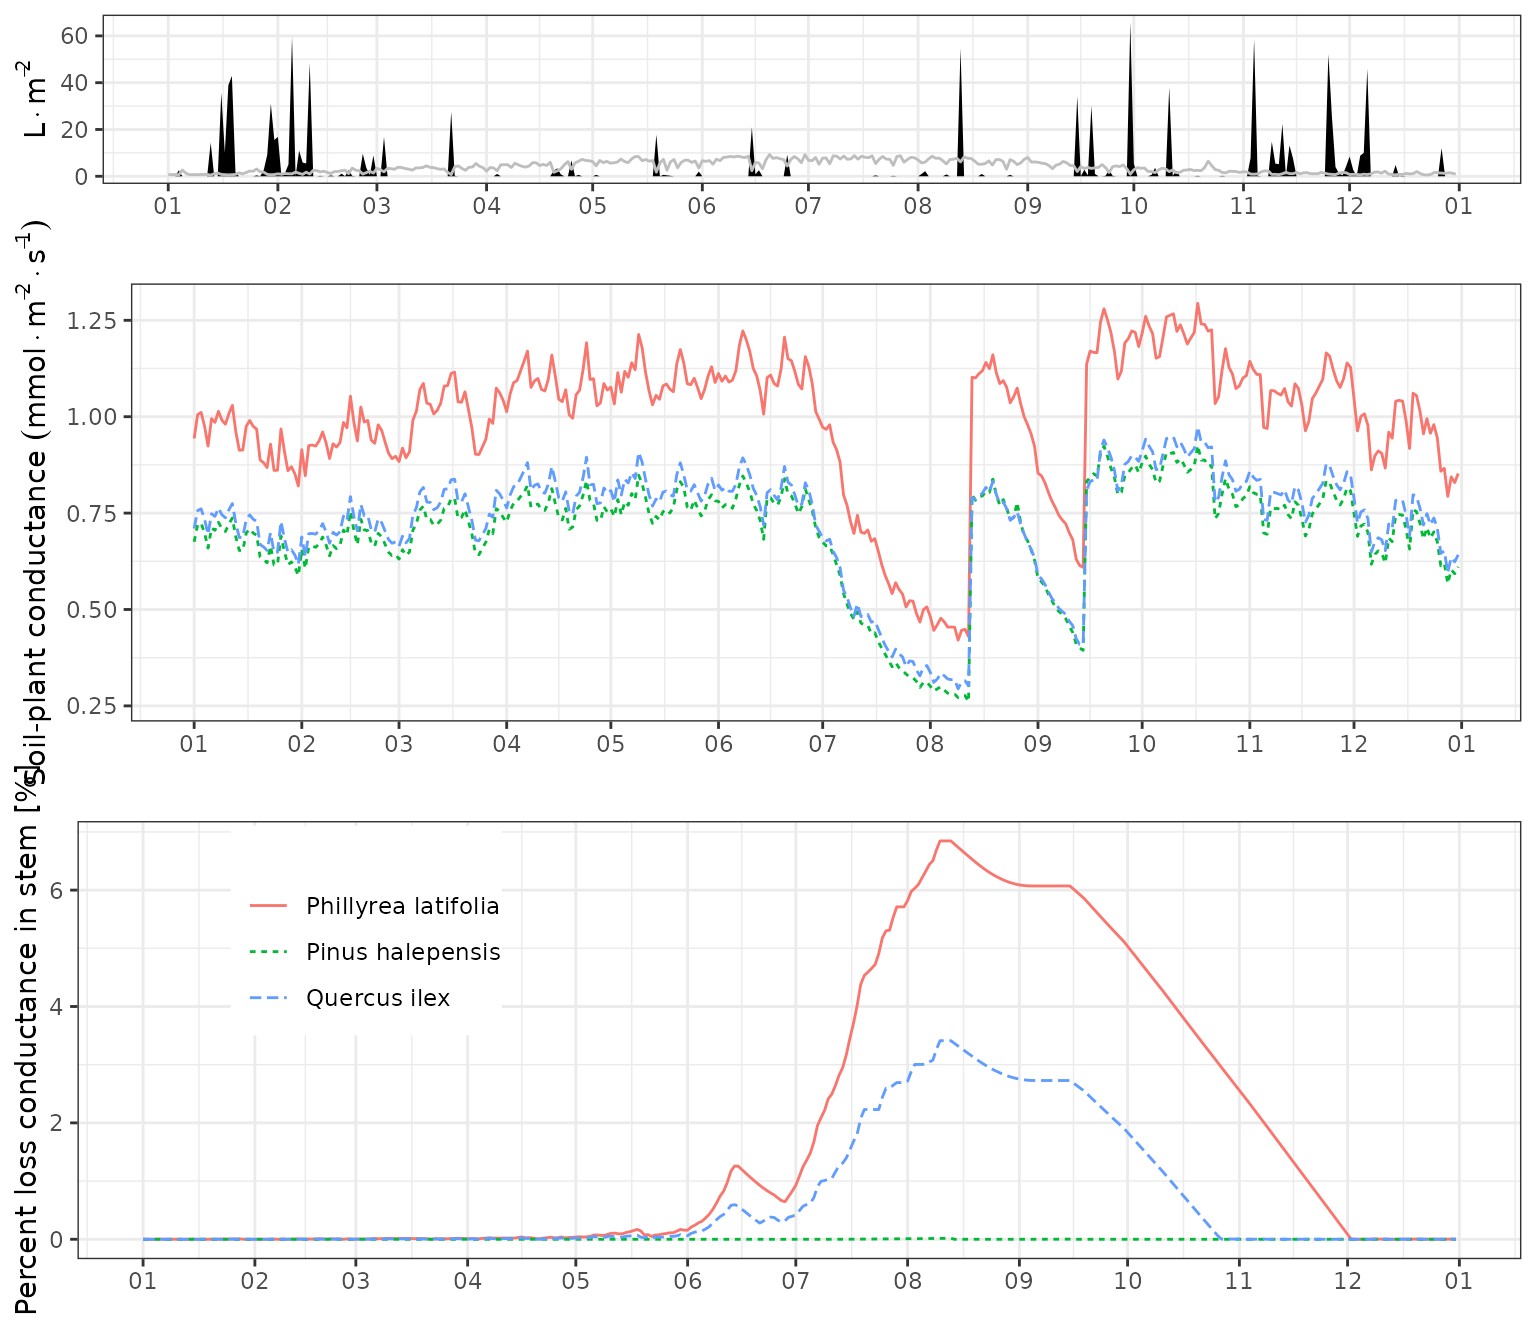 L·m⁻²
60
40
20
0
01 02 03 04 05 06 07 08 09 10 11 12 01
Soil-plant conductance (mmol·m⁻²·s⁻¹)
1.25
1.00
0.75
0.50
0.25
01 02 03 04 05 06 07 08 09 10 11 12 01
Percent loss conductance in stem [%]
6
4
2
0
Phillyrea latifolia
Pinus halepensis
Quercus ilex
01 02 03 04 05 06 07 08 09 10 11 12 01